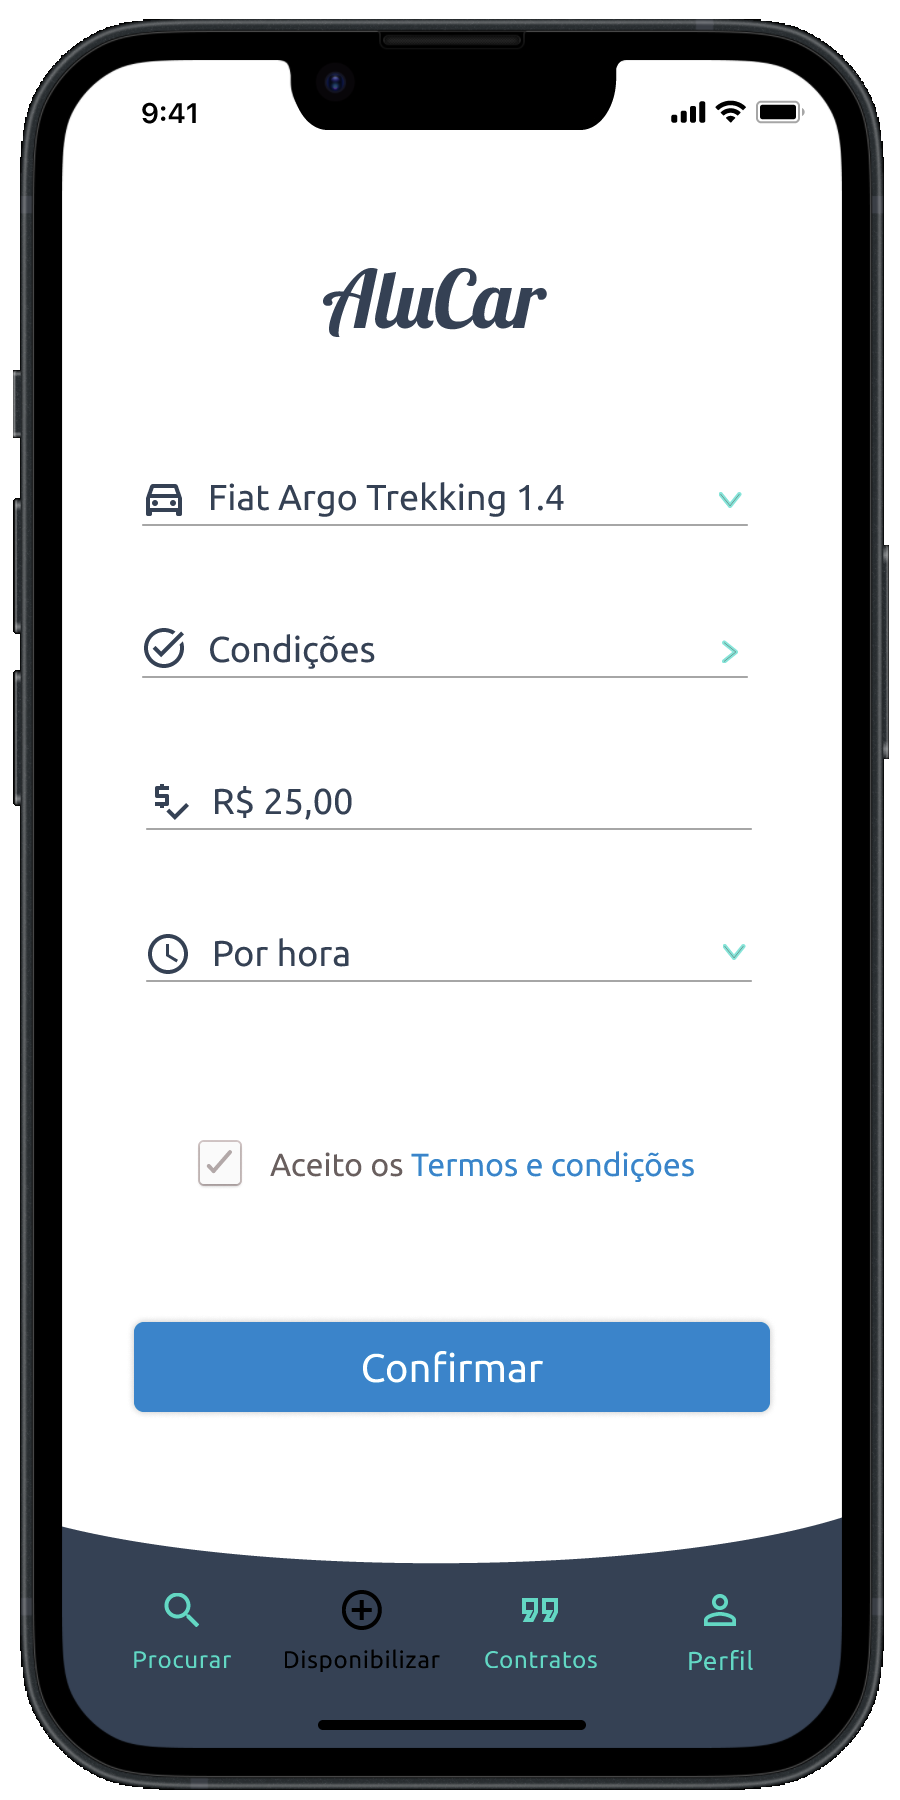 9:41
AluCar
Fiat Argo Trekking 1.4
Condições
R$ 25,00
Por hora
Aceito os Termos e condições
Confirmar
Procurar Disponibilizar Contratos Perfil